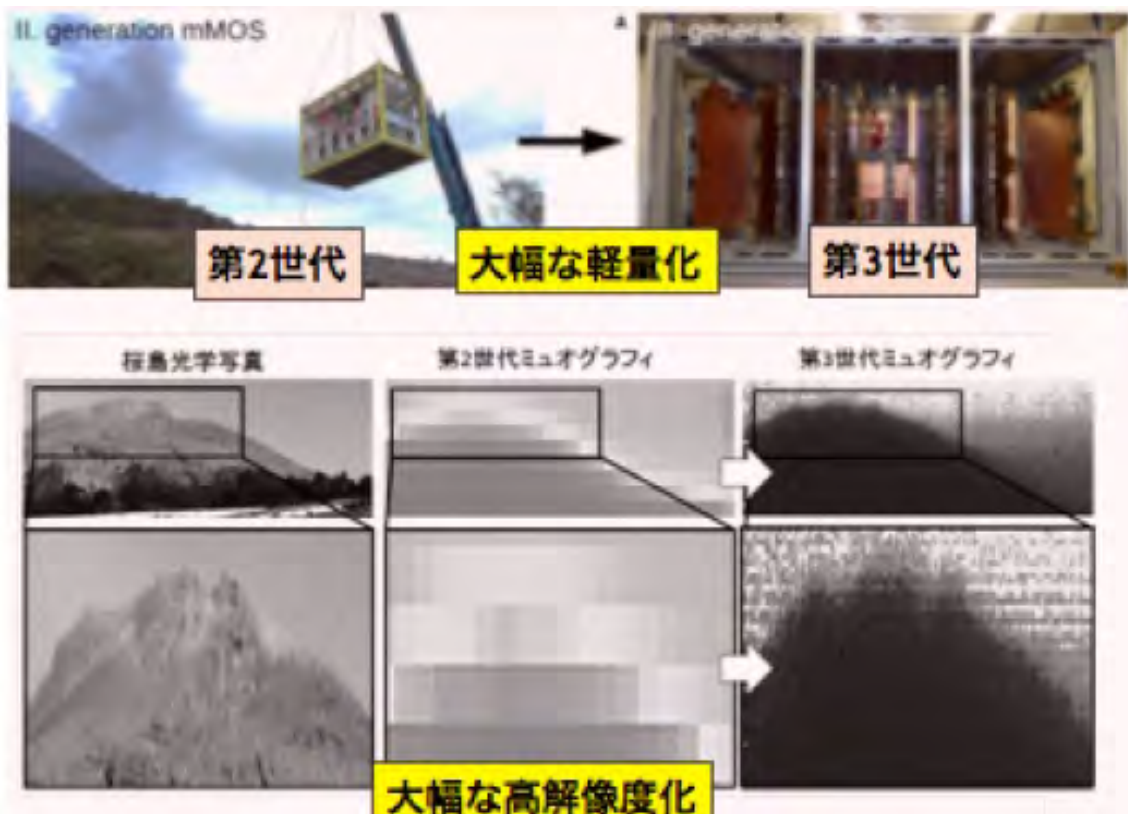 II. generation mMOS
III. generation
第2世代
大幅な軽量化
第3世代
桜島光学写真
第2世代ミュオグラフィ
第3世代ミュオグラフィ
大幅な高解像度化